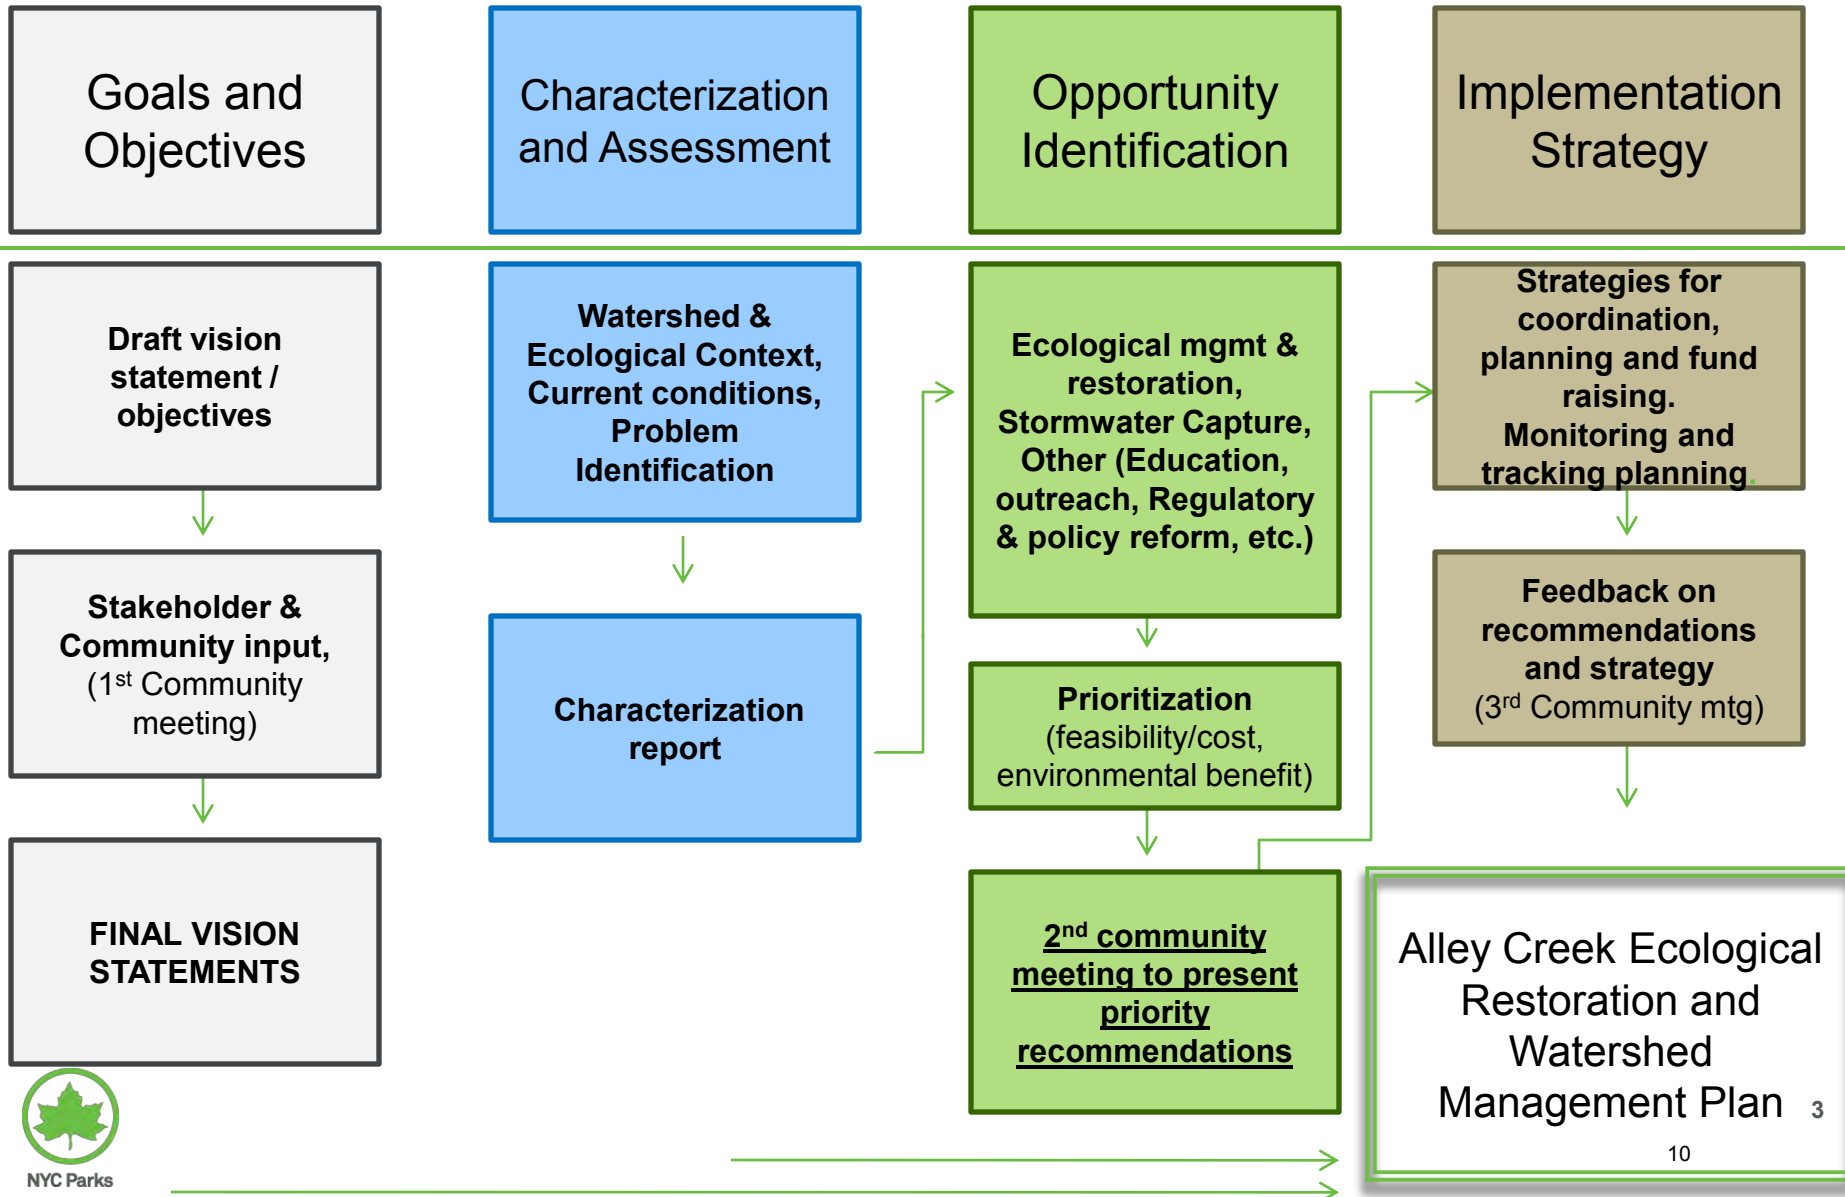 Goals and
Objectives
Characterization
and Assessment
Opportunity
Identification
Implementation
Strategy
Draft vision
statement /
objectives
Stakeholder &
Community input,
(1st Community
meeting)
FINAL VISION
STATEMENTS
Watershed &
Ecological Context,
Current conditions,
Problem
Identification
Characterization
report
Ecological mgmt &
restoration,
Stormwater Capture,
Other (Education,
outreach, Regulatory
& policy reform, etc.)
Prioritization
(feasibility/cost,
environmental benefit)
2nd community
meeting to present
priority
recommendations
Strategies for
coordination,
planning and fund
raising.
Monitoring and
tracking planning.
Feedback on
recommendations
and strategy
(3rd Community mtg)
Alley Creek Ecological
Restoration and
Watershed
Management Plan
3
10
NYC Parks